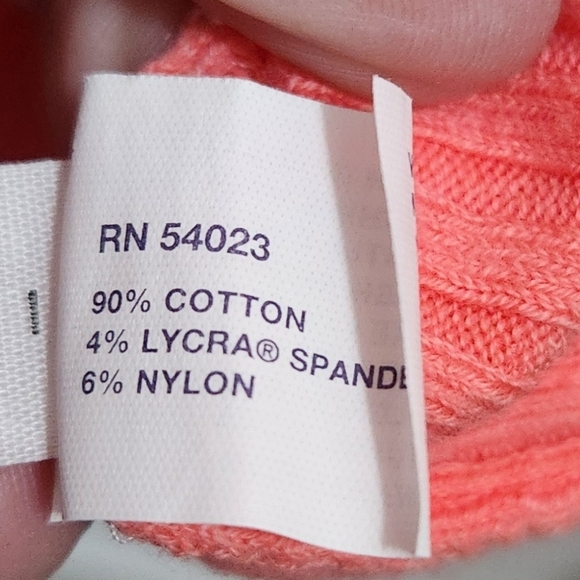 RN 54023
90% COTTON
4% LYCRA® SPANDE
6% NYLON